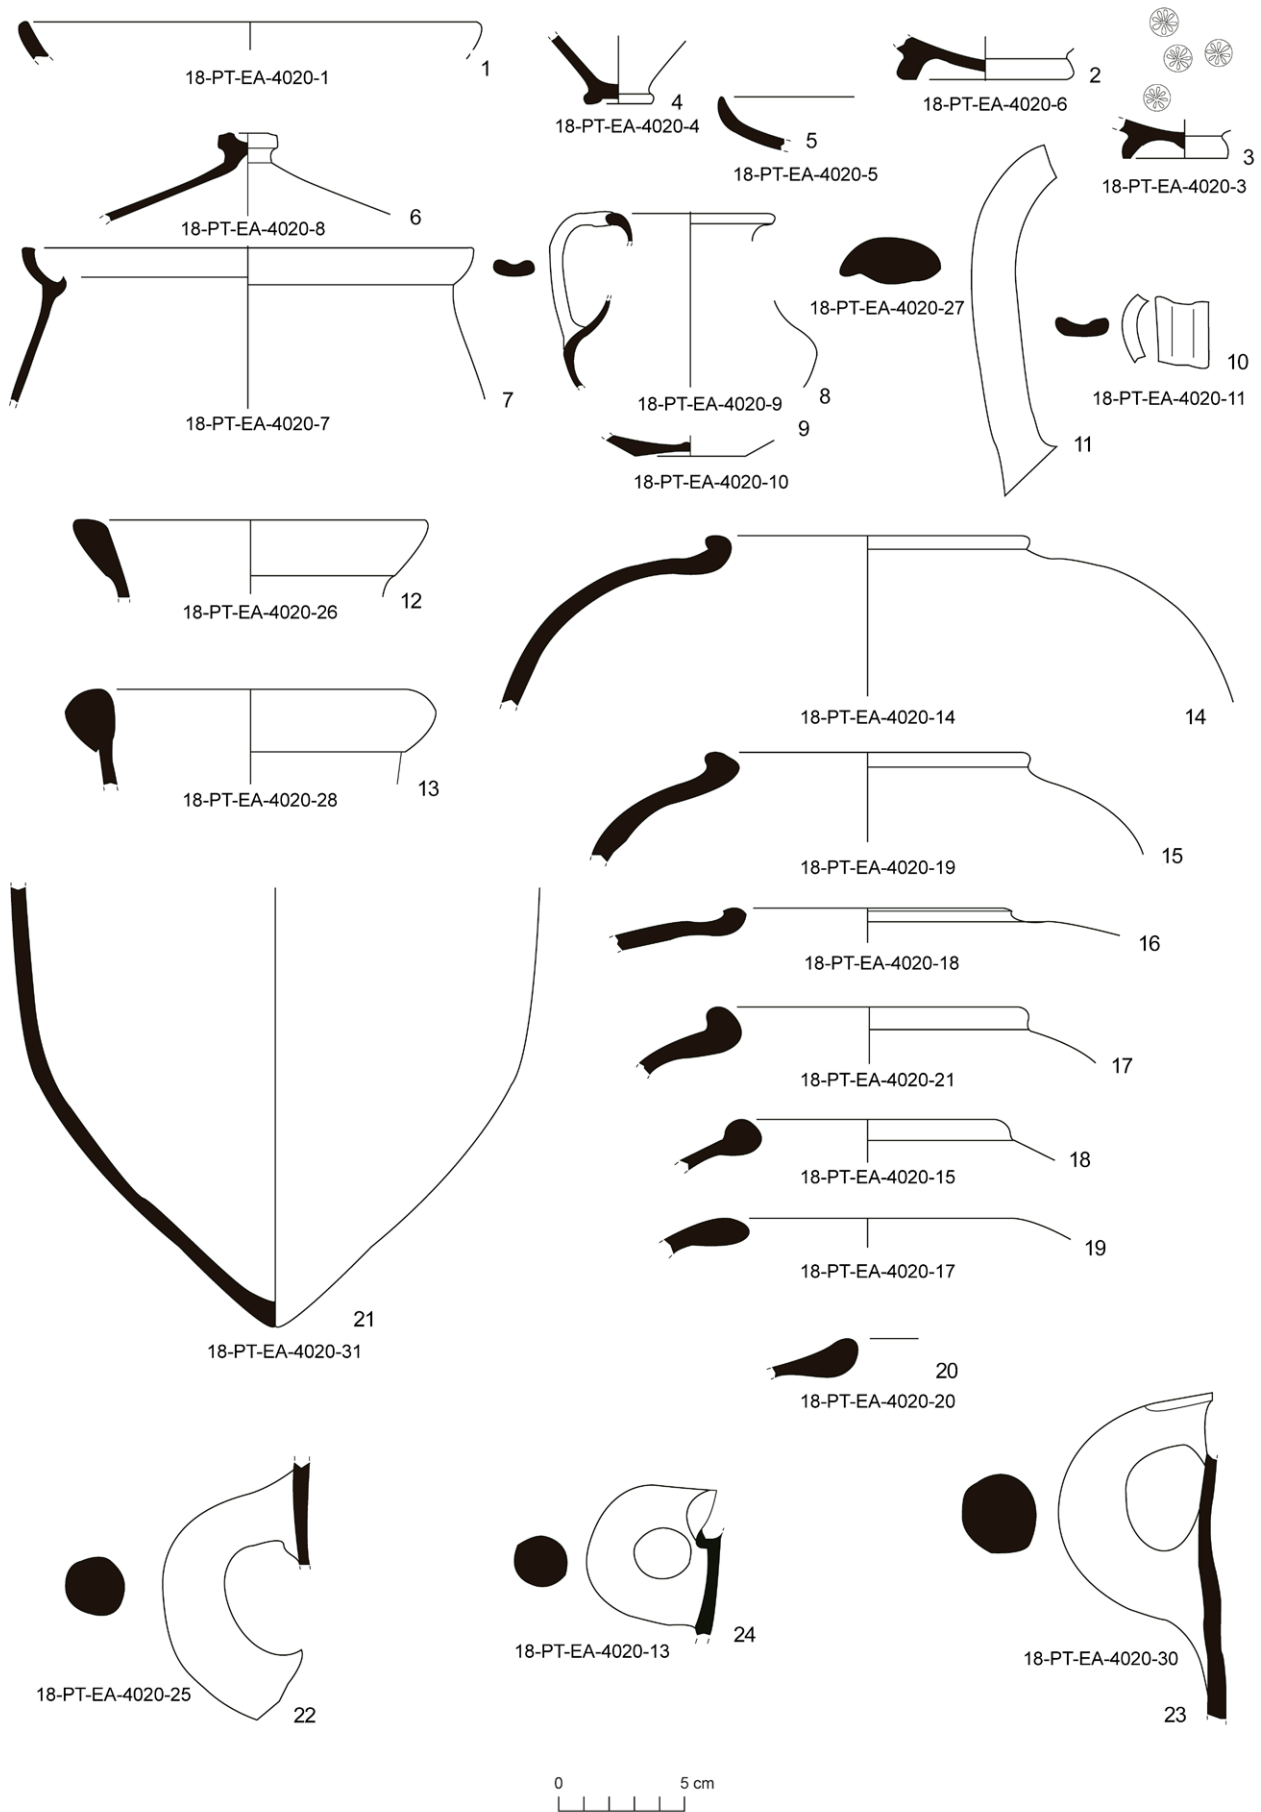 1
18-PT-EA-4020-1
4
18-PT-EA-4020-4
2
18-PT-EA-4020-6
5
18-PT-EA-4020-5
3
18-PT-EA-4020-3
6
18-PT-EA-4020-8
7
18-PT-EA-4020-7
8
18-PT-EA-4020-9
9
18-PT-EA-4020-10
18-PT-EA-4020-27
11
10
18-PT-EA-4020-11
12
18-PT-EA-4020-26
13
18-PT-EA-4020-28
14
18-PT-EA-4020-14
15
18-PT-EA-4020-19
16
18-PT-EA-4020-18
17
18-PT-EA-4020-21
18
18-PT-EA-4020-15
19
18-PT-EA-4020-17
20
18-PT-EA-4020-20
21
18-PT-EA-4020-31
22
18-PT-EA-4020-25
24
18-PT-EA-4020-13
18-PT-EA-4020-30
23
0 5 cm